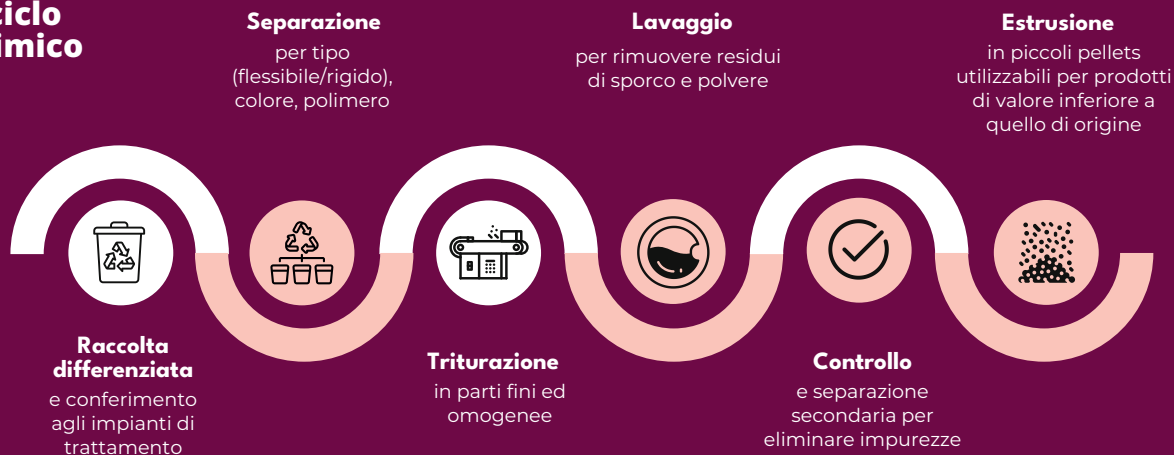 ciclo
imico
Separazione
per tipo
(flessibile/rigido),
colore, polimero
Lavaggio
per rimuovere residui
di sporco e polvere
Estrusione
in piccoli pellets
utilizzabili per prodotti
di valore inferiore a
quello di origine
Raccolta
differenziata
e conferimento
agli impianti di
trattamento
Triturazione
in parti fini ed
omogenee
Controllo
e separazione
secondaria per
eliminare impurezze